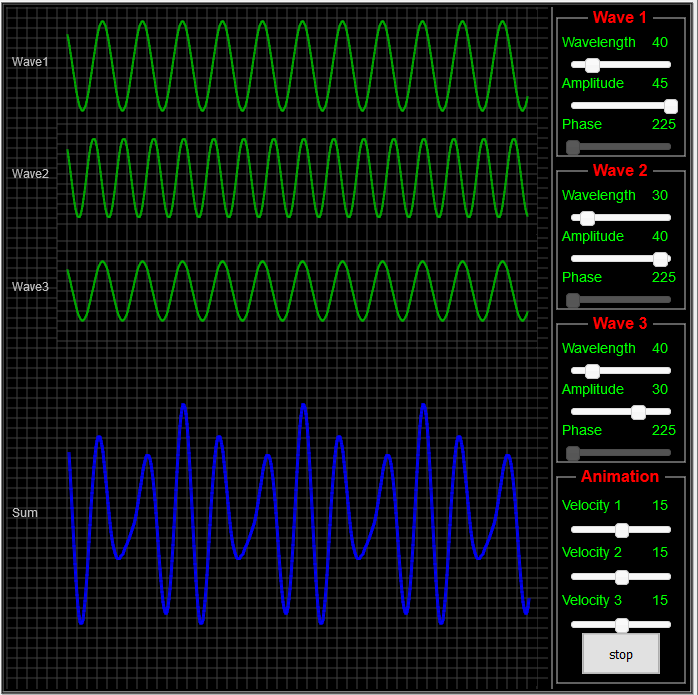 Wave1
Wave2
Wave3
Sum
Wave 1
Wavelength 40
Amplitude 45
Phase 225
Wave 2
Wavelength 30
Amplitude 40
Phase 225
Wave 3
Wavelength 40
Amplitude 30
Phase 225
Animation
Velocity 1 15
Velocity 2 15
Velocity 3 15
stop